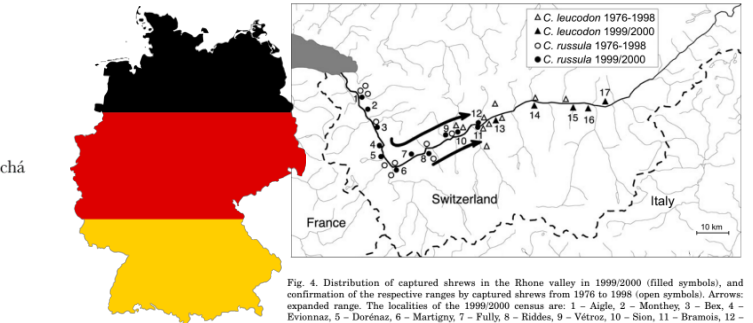 chá
△ C. leucodon 1976-1998
▲ C. leucodon 1999/2000
○ C. russula 1976-1998
● C. russula 1999/2000
1
2
3
4
5
6
7
8
9
10
11
12
13
14
15
16
17
France
Switzerland
Italy
10 km
Fig. 4. Distribution of captured shrews in the Rhone valley in 1999/2000 (filled symbols), and
confirmation of the respective ranges by captured shrews from 1976 to 1998 (open symbols). Arrows:
expanded range. The localities of the 1999/2000 census are: 1 – Aigle, 2 – Monthey, 3 – Bex, 4 –
Evionnaz, 5 – Dorénaz, 6 – Martigny, 7 – Fully, 8 – Riddes, 9 – Vétroz, 10 – Sion, 11 – Bramois, 12 –